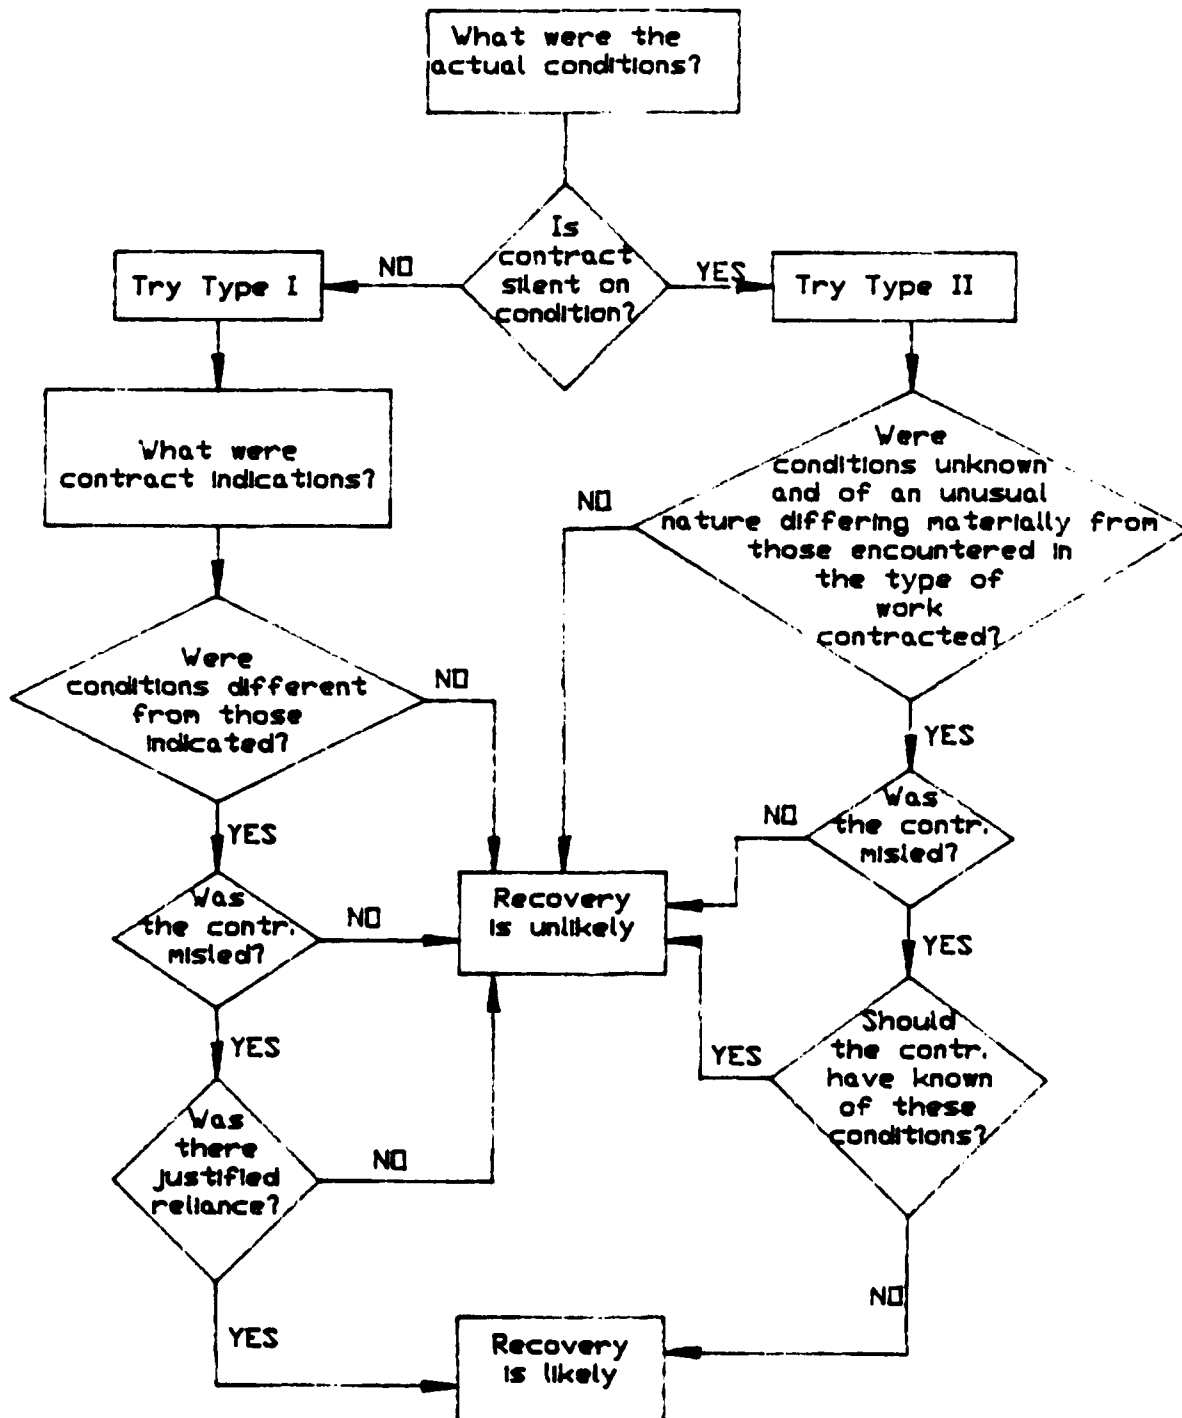 What were the
actual conditions?
Is
contract
silent on
condition?
NO
YES
Try Type I
Try Type II
What were
contract indications?
Were
conditions unknown
and of an unusual
nature differing materially from
those encountered in
the type of
work
contracted?
NO
YES
Were
conditions different
from those
indicated?
NO
YES
Was
the contr.
misled?
NO
YES
Recovery
is unlikely
Was
the contr.
misled?
NO
YES
Was
there
justified
reliance?
NO
YES
Should
the contr.
have known
of these
conditions?
YES
NO
Recovery
is likely